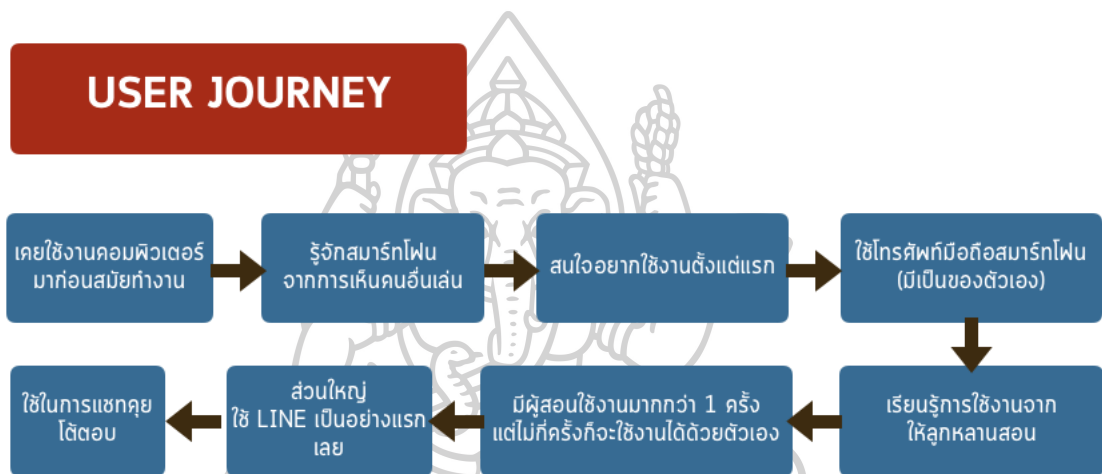 USER JOURNEY
เคยใช้งานคอมพิวเตอร์
มาก่อนสมัยทำงาน
รู้จักสมาร์ทโฟน
จากการเห็นคนอื่นเล่น
สนใจอยากใช้งานตั้งแต่แรก
ใช้โทรศัพท์มือถือสมาร์ทโฟน
(มีเป็นของตัวเอง)
เรียนรู้การใช้งานจาก
ให้ลูกหลานสอน
มีผู้สอนใช้งานมากกว่า 1 ครั้ง
แต่ไม่กี่ครั้งก็จะใช้งานได้ด้วยตัวเอง
ส่วนใหญ่
ใช้ LINE เป็นอย่างแรก
เลย
ใช้ในการแชทคุย
โต้ตอบ